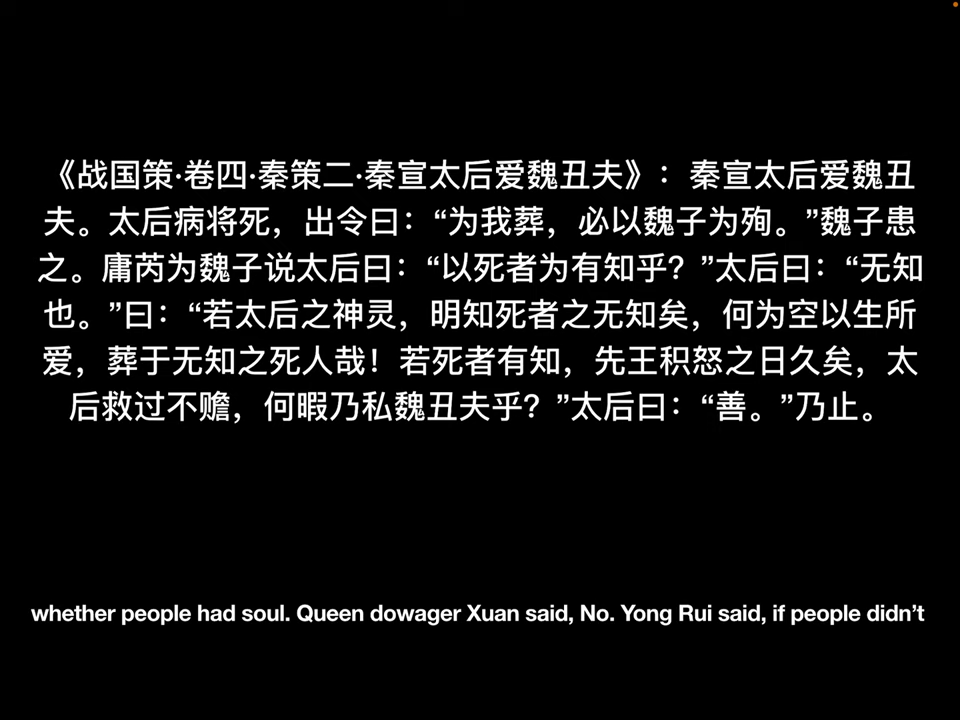 《战国策·卷四·秦策二·秦宣太后爱魏丑夫》：秦宣太后爱魏丑
夫。太后病将死，出令曰：“为我葬，必以魏子为殉。”魏子患
之。庸芮为魏子说太后曰：“以死者为有知乎？”太后曰：“无知
也。”曰：“若太后之神灵，明知死者之无知矣，何为空以生所
爱，葬于无知之死人哉！若死者有知，先王积怒之日久矣，太
后救过不赡，何暇乃私魏丑夫乎？”太后曰：“善。”乃止。
whether people had soul. Queen dowager Xuan said, No. Yong Rui said, if people didn’t